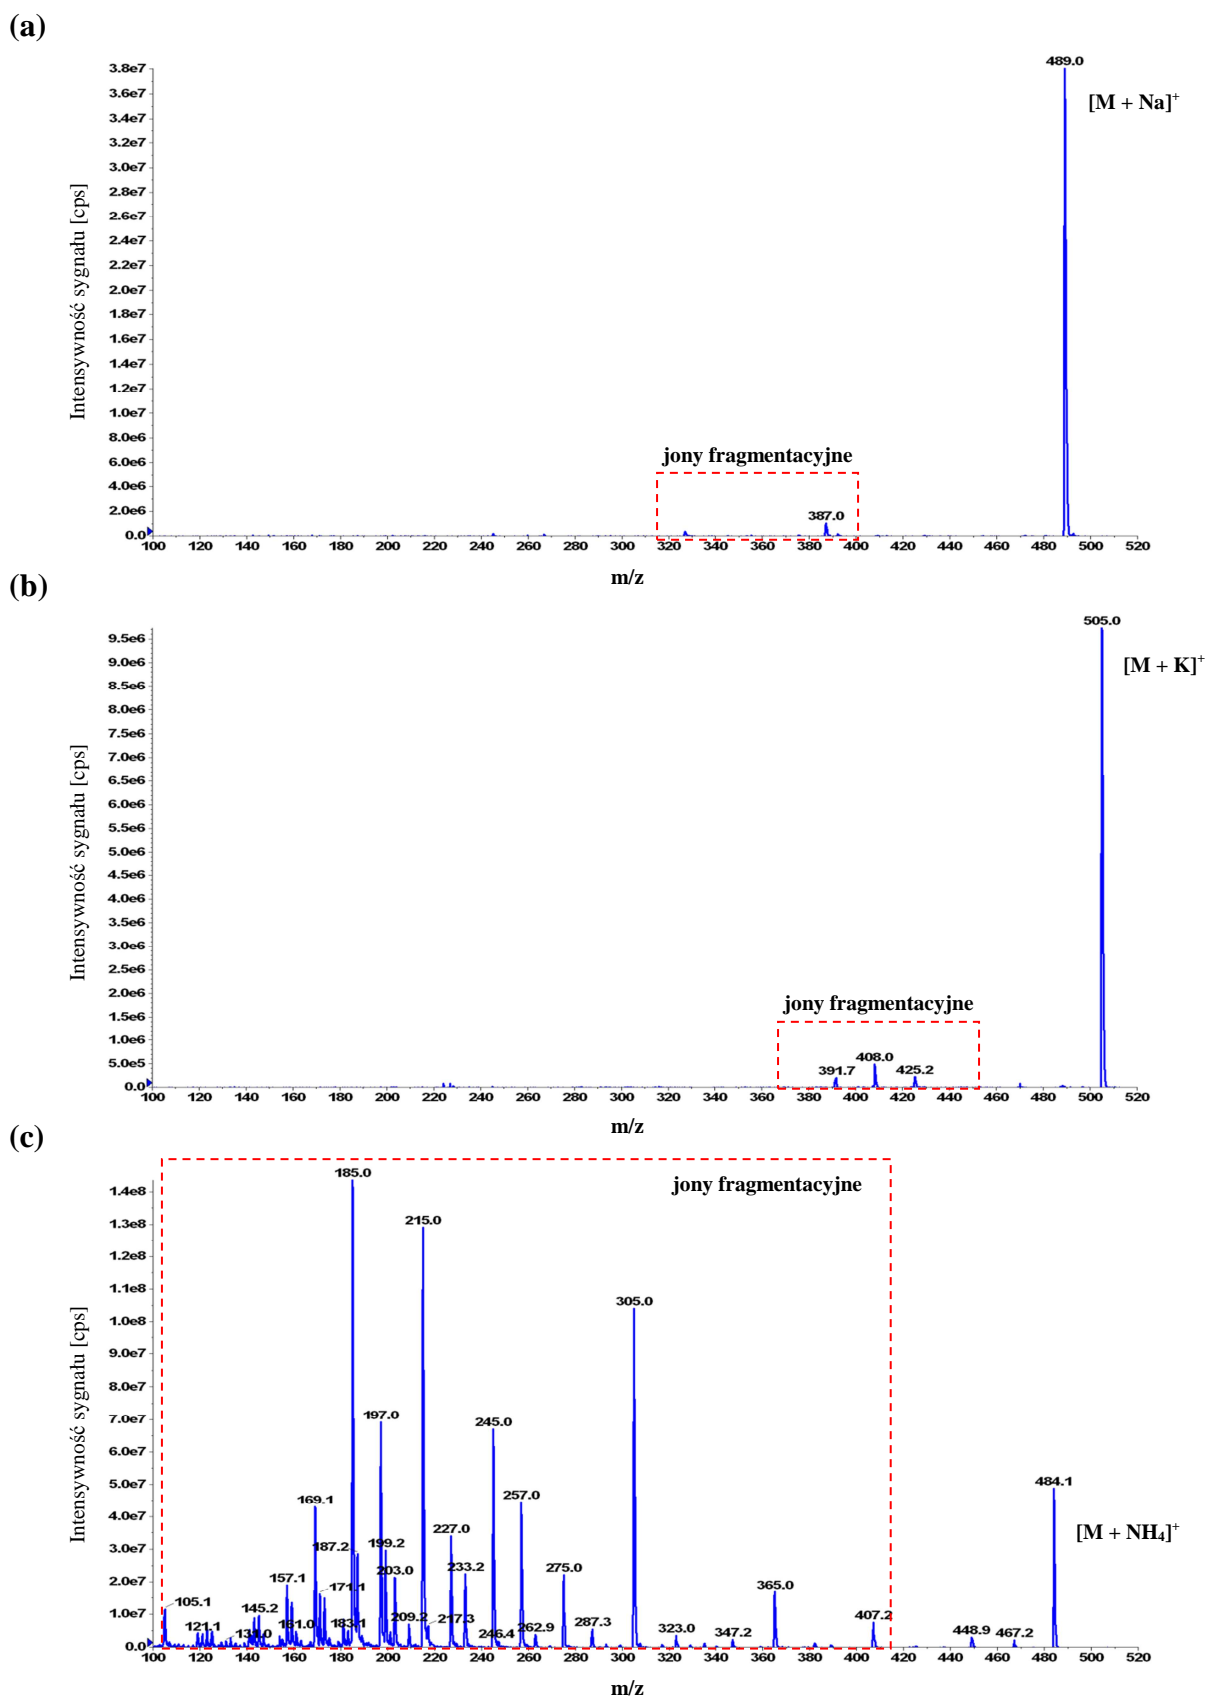 (a)
3.8e7
3.6e7
3.4e7
3.2e7
3.0e7
2.8e7
2.6e7
2.4e7
2.2e7
2.0e7
1.8e7
1.6e7
1.4e7
1.2e7
1.0e7
8.0e6
6.0e6
4.0e6
2.0e6
0.0
Intensywność sygnału [cps]
489.0
[M + Na]⁺
jony fragmentacyjne
387.0
100 120 140 160 180 200 220 240 260 280 300 320 340 360 380 400 420 440 460 480 500 520
m/z
(b)
9.5e6
9.0e6
8.5e6
8.0e6
7.5e6
7.0e6
6.5e6
6.0e6
5.5e6
5.0e6
4.5e6
4.0e6
3.5e6
3.0e6
2.5e6
2.0e6
1.5e6
1.0e6
5.0e5
0.0
Intensywność sygnału [cps]
505.0
[M + K]⁺
jony fragmentacyjne
391.7 408.0 425.2
100 120 140 160 180 200 220 240 260 280 300 320 340 360 380 400 420 440 460 480 500 520
m/z
(c)
1.4e8
1.3e8
1.2e8
1.1e8
1.0e8
9.0e7
8.0e7
7.0e7
6.0e7
5.0e7
4.0e7
3.0e7
2.0e7
1.0e7
0.0
Intensywność sygnału [cps]
jony fragmentacyjne
185.0
215.0
305.0
197.0 245.0
484.1
257.0
169.1
[M + NH₄]⁺
227.0
187.2 199.2
203.0 233.2 275.0
157.1 171.1 365.0
105.1 145.2 209.2 217.3 407.2
121.1 161.0 183.1 287.3
131.0 246.4 262.9 323.0 347.2 448.9 467.2
100 120 140 160 180 200 220 240 260 280 300 320 340 360 380 400 420 440 460 480 500 520
m/z